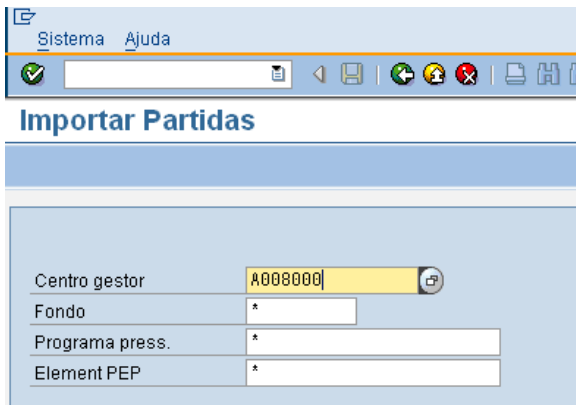 Sistema Ajuda
Importar Partidas
Centro gestor A008000
Fondo *
Programa press. *
Element PEP *